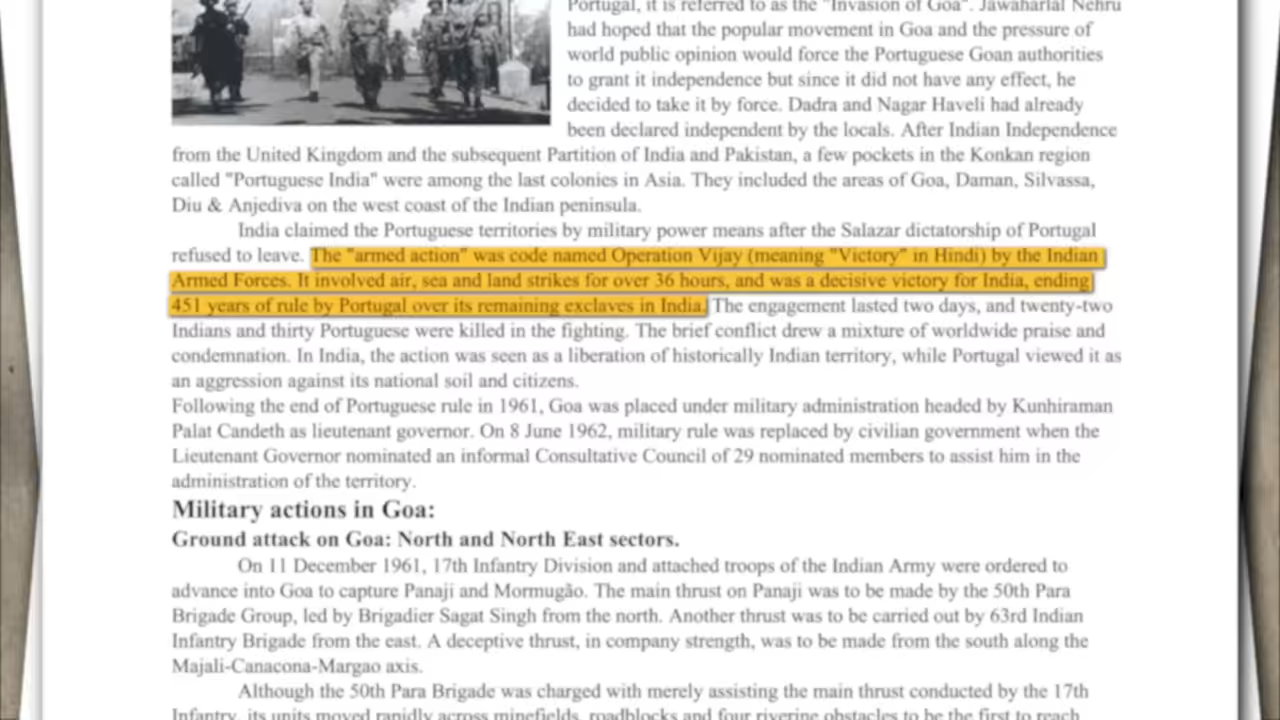 Portugal, it is referred to as the "Invasion of Goa". Jawaharlal Nehru
had hoped that the popular movement in Goa and the pressure of
world public opinion would force the Portuguese Goan authorities
to grant it independence but since it did not have any effect, he
decided to take it by force. Dadra and Nagar Haveli had already
been declared independent by the locals. After Indian Independence
from the United Kingdom and the subsequent Partition of India and Pakistan, a few pockets in the Konkan region
called "Portuguese India" were among the last colonies in Asia. They included the areas of Goa, Daman, Silvassa,
Diu & Anjediva on the west coast of the Indian peninsula.
India claimed the Portuguese territories by military power means after the Salazar dictatorship of Portugal
refused to leave. The "armed action" was code named Operation Vijay (meaning "Victory" in Hindi) by the Indian
Armed Forces. It involved air, sea and land strikes for over 36 hours, and was a decisive victory for India, ending
451 years of rule by Portugal over its remaining exclaves in India. The engagement lasted two days, and twenty-two
Indians and thirty Portuguese were killed in the fighting. The brief conflict drew a mixture of worldwide praise and
condemnation. In India, the action was seen as a liberation of historically Indian territory, while Portugal viewed it as
an aggression against its national soil and citizens.
Following the end of Portuguese rule in 1961, Goa was placed under military administration headed by Kunhiraman
Palat Candeth as lieutenant governor. On 8 June 1962, military rule was replaced by civilian government when the
Lieutenant Governor nominated an informal Consultative Council of 29 nominated members to assist him in the
administration of the territory.
Military actions in Goa:
Ground attack on Goa: North and North East sectors.
On 11 December 1961, 17th Infantry Division and attached troops of the Indian Army were ordered to
advance into Goa to capture Panaji and Mormugão. The main thrust on Panaji was to be made by the 50th Para
Brigade Group, led by Brigadier Sagat Singh from the north. Another thrust was to be carried out by 63rd Indian
Infantry Brigade from the east. A deceptive thrust, in company strength, was to be made from the south along the
Majali-Canacona-Margao axis.
Although the 50th Para Brigade was charged with merely assisting the main thrust conducted by the 17th
Infantry, its units moved rapidly across minefields, roadblocks and four riverine obstacles to be the first to reach